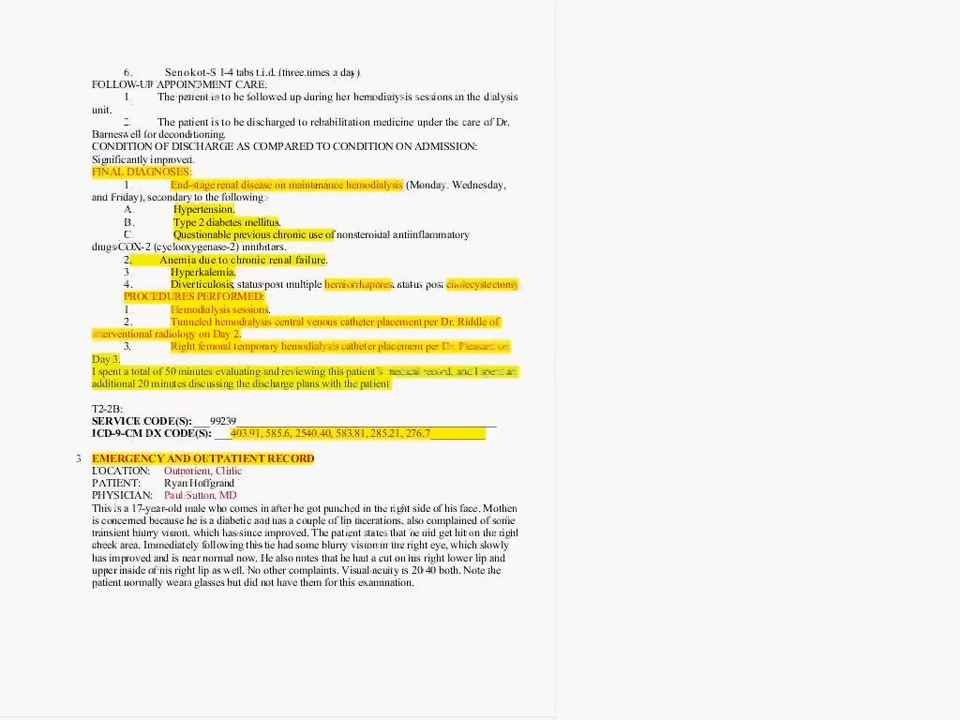 6. Senokot-S 1-4 tabs t.i.d. (three times a day)
FOLLOW-UP APPOINTMENT CARE:
1. The patient is to be followed up during her hemodialysis sessions in the dialysis
unit.
2. The patient is to be discharged to rehabilitation medicine under the care of Dr.
Barneswell for deconditioning.
CONDITION OF DISCHARGE AS COMPARED TO CONDITION ON ADMISSION:
Significantly improved.
FINAL DIAGNOSES:
1. End-stage renal disease on maintenance hemodialysis (Monday, Wednesday,
and Friday), secondary to the following:
A. Hypertension.
B. Type 2 diabetes mellitus.
C. Questionable previous chronic use of nonsteroidal antiinflammatory
drugs/COX-2 (cyclooxygenase-2) inhibitors.
2. Anemia due to chronic renal failure.
3. Hyperkalemia.
4. Diverticulosis, status post multiple herniorrhaphies, status post cholecystectomy
PROCEDURES PERFORMED:
1. Hemodialysis sessions.
2. Tunneled hemodialysis central venous catheter placement per Dr. Riddle of
interventional radiology on Day 2.
3. Right femoral temporary hemodialysis catheter placement per Dr. Pleasant on
Day 3.
I spent a total of 50 minutes evaluating and reviewing this patient's medical record, and I spent an
additional 20 minutes discussing the discharge plans with the patient
T2-2B:
SERVICE CODE(S):___99239
ICD-9-CM DX CODE(S): ___403.91, 585.6, 2540.40, 583.81, 285.21, 276.7
3 EMERGENCY AND OUTPATIENT RECORD
LOCATION: Outpatient, Clinic
PATIENT: Ryan Hoffgrand
PHYSICIAN: Paul Sutton, MD
This is a 17-year-old male who comes in after he got punched in the right side of his face. Mother
is concerned because he is a diabetic and has a couple of lip lacerations, also complained of some
transient blurry vision, which has since improved. The patient states that he did get hit on the right
cheek area. Immediately following this he had some blurry vision in the right eye, which slowly
has improved and is near normal now. He also notes that he had a cut on his right lower lip and
upper inside of his right lip as well. No other complaints. Visual acuity is 20/40 both. Note the
patient normally wears glasses but did not have them for this examination.